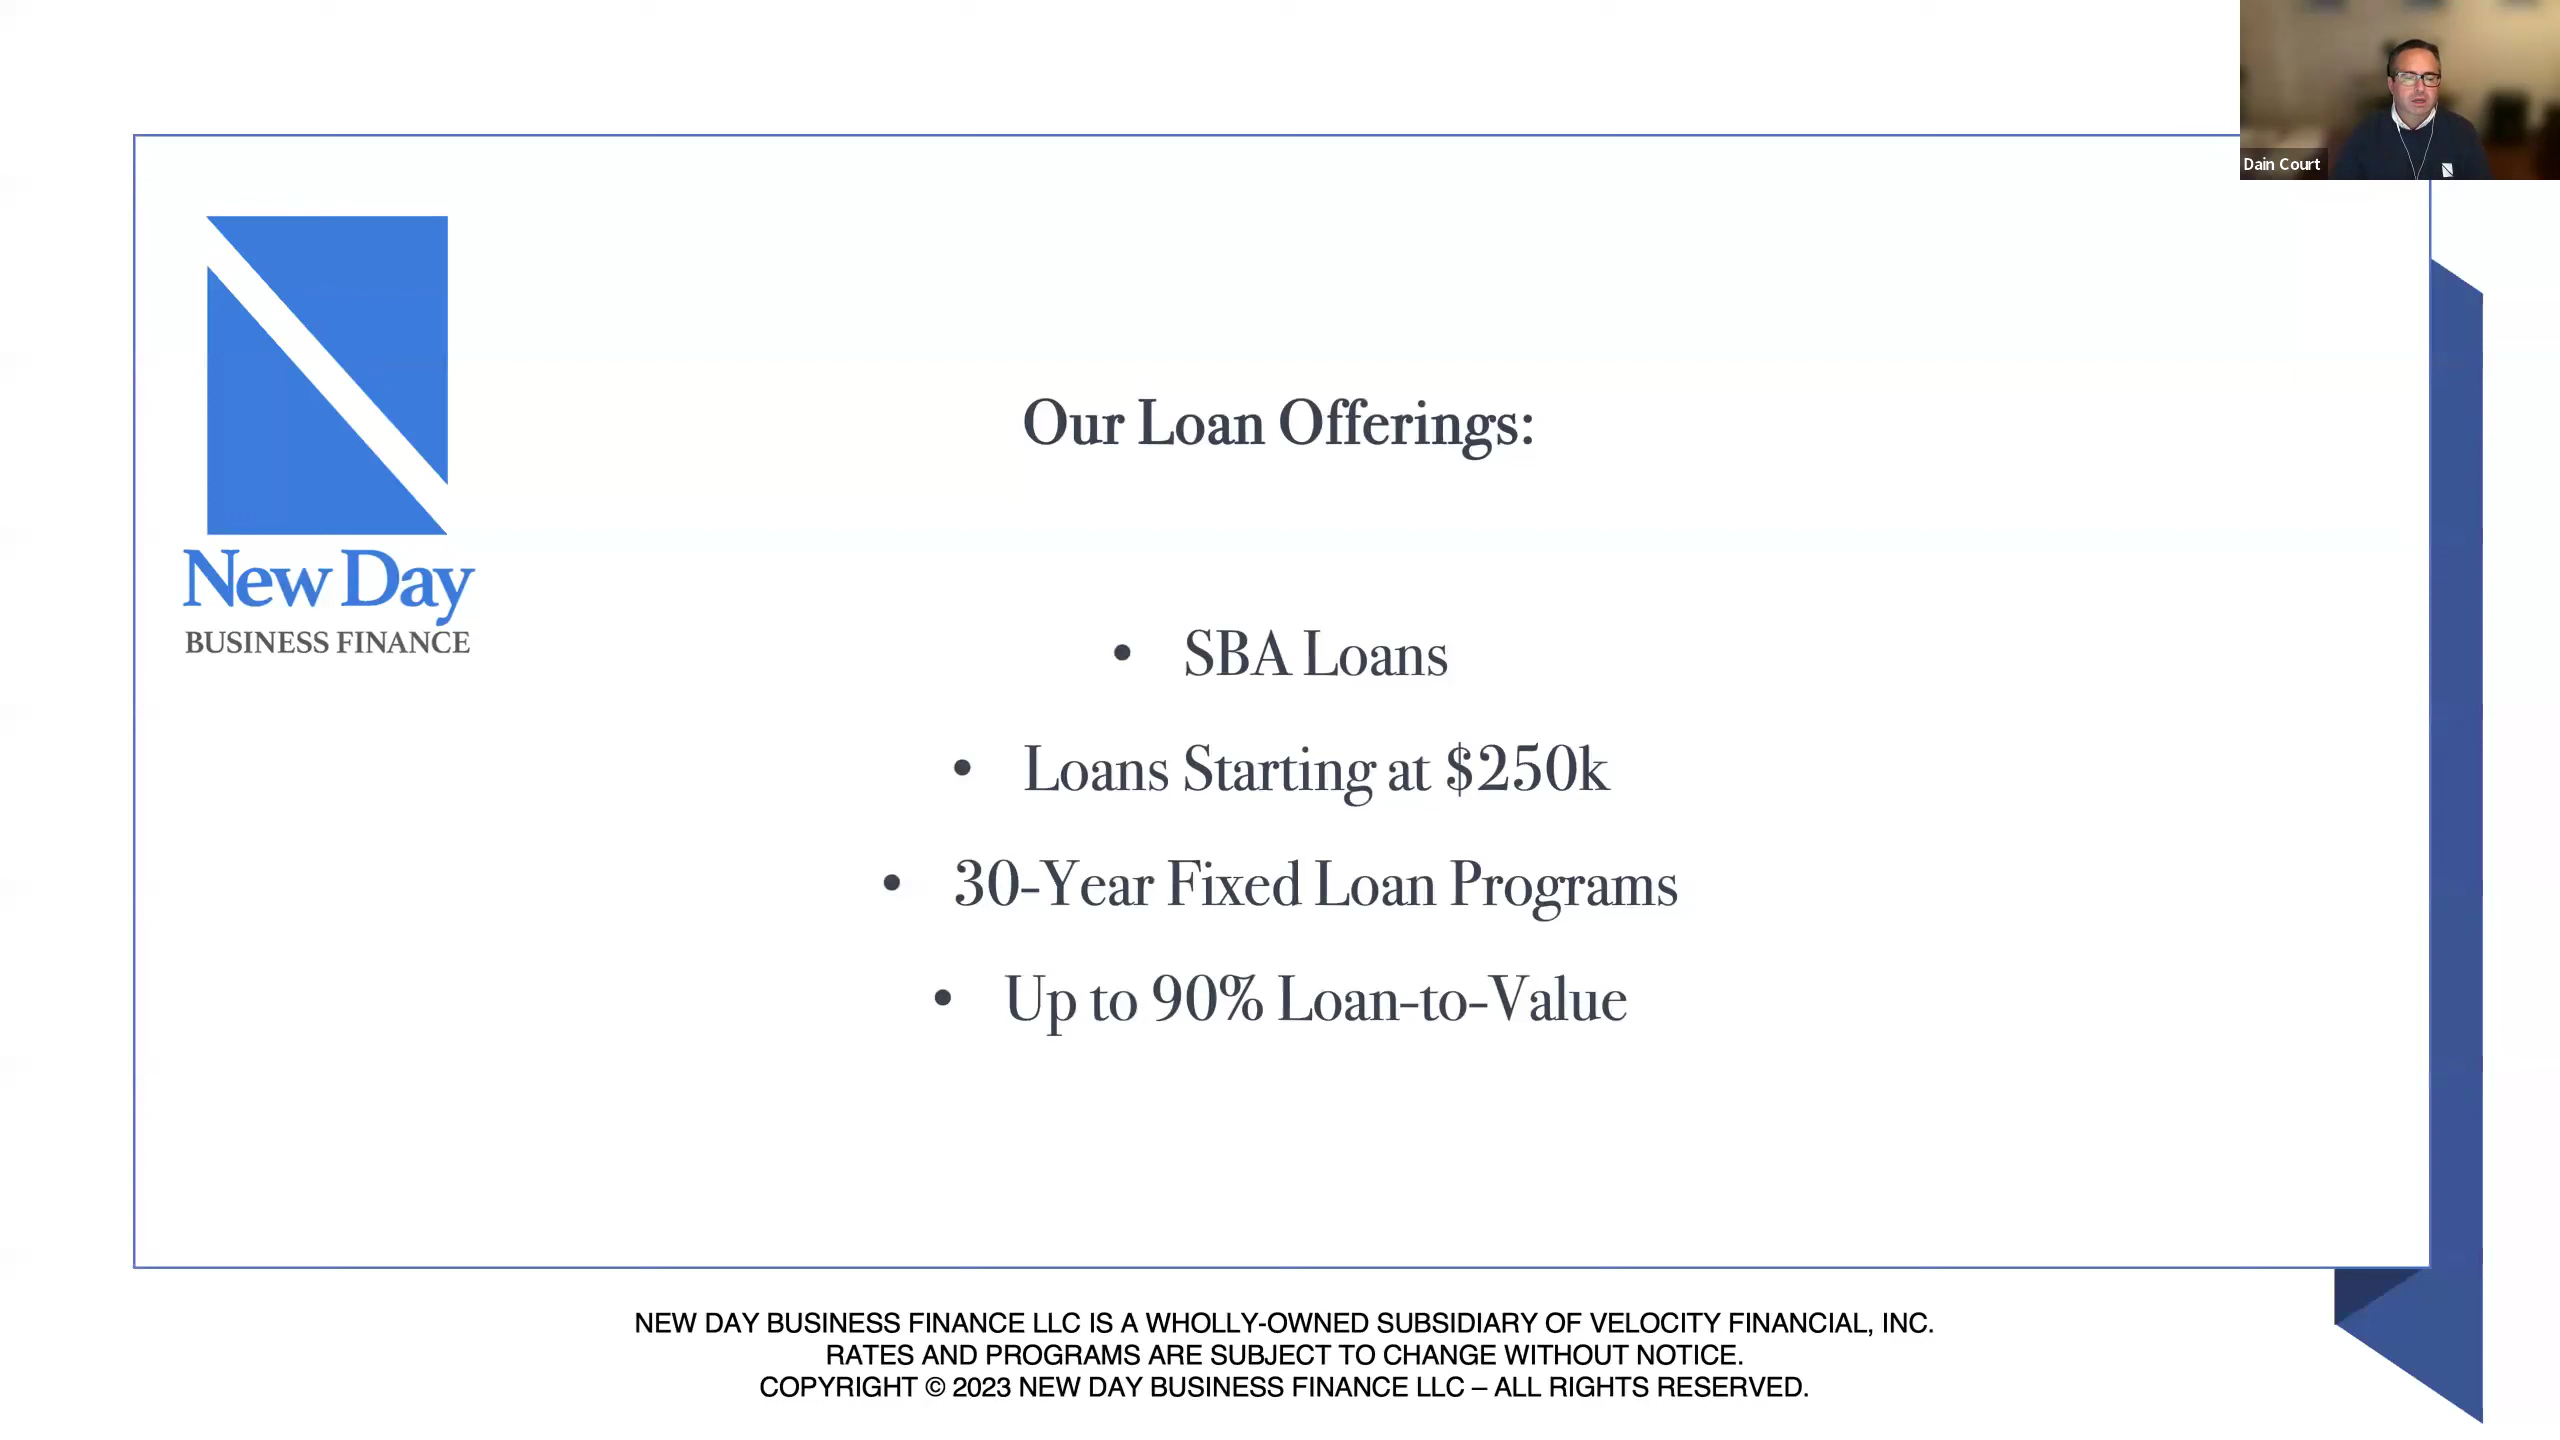 Dain Court
New Day
BUSINESS FINANCE
Our Loan Offerings:
• SBA Loans
• Loans Starting at $250k
• 30-Year Fixed Loan Programs
• Up to 90% Loan-to-Value
NEW DAY BUSINESS FINANCE LLC IS A WHOLLY-OWNED SUBSIDIARY OF VELOCITY FINANCIAL, INC.
RATES AND PROGRAMS ARE SUBJECT TO CHANGE WITHOUT NOTICE.
COPYRIGHT © 2023 NEW DAY BUSINESS FINANCE LLC – ALL RIGHTS RESERVED.